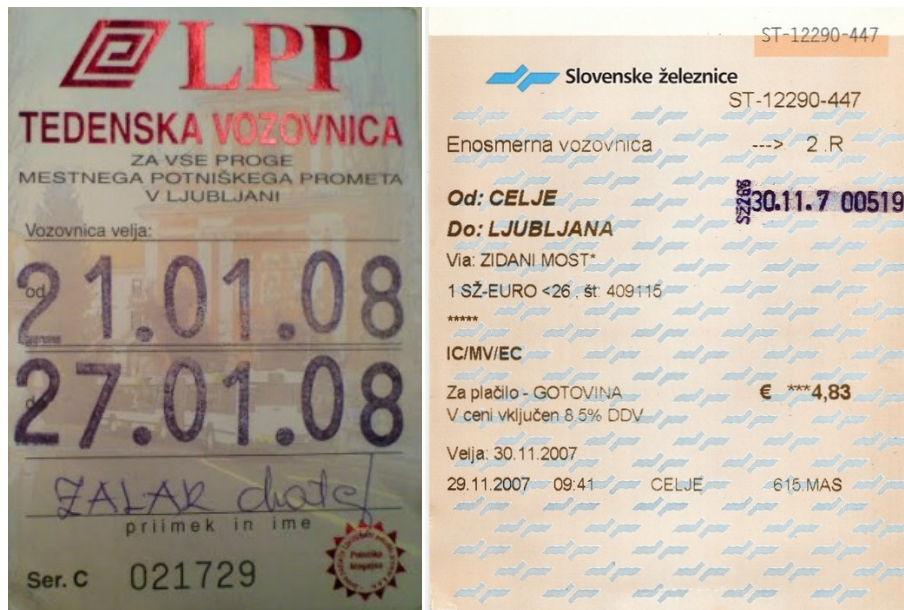 LPP
TEDENSKA VOZOVNICA
ZA VSE PROGE
MESTNEGA POTNIŠKEGA PROMETA
V LJUBLJANI
Vozovnica velja:
od
21.01.08
27.01.08
ZALAR
priimek in ime
Ser. C 021729
ST-12290-447
Slovenske železnice
ST-12290-447
Enosmerna vozovnica ---> 2.R
Od: CELJE
30.11.7 00519
Do: LJUBLJANA
Via: ZIDANI MOST*
1 SŽ-EURO <26 , št: 409115
*****
IC/MV/EC
Za plačilo - GOTOVINA € ***4,83
V ceni vključen 8,5% DDV
Velja: 30.11.2007
29.11.2007 09:41 CELJE 615.MAS